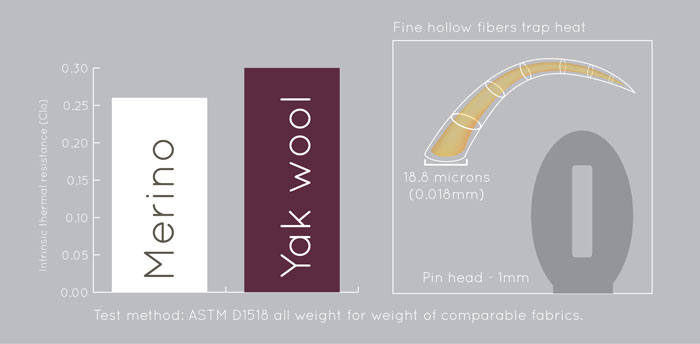 Fine hollow fibers trap heat
0.30
0.25
0.20
0.15
0.10
0.05
0.00
Intrinsic thermal resistance (Clo)
Merino
Yak wool
18.8 microns
(0.018mm)
Pin head - 1mm
Test method: ASTM D1518 all weight for weight of comparable fabrics.